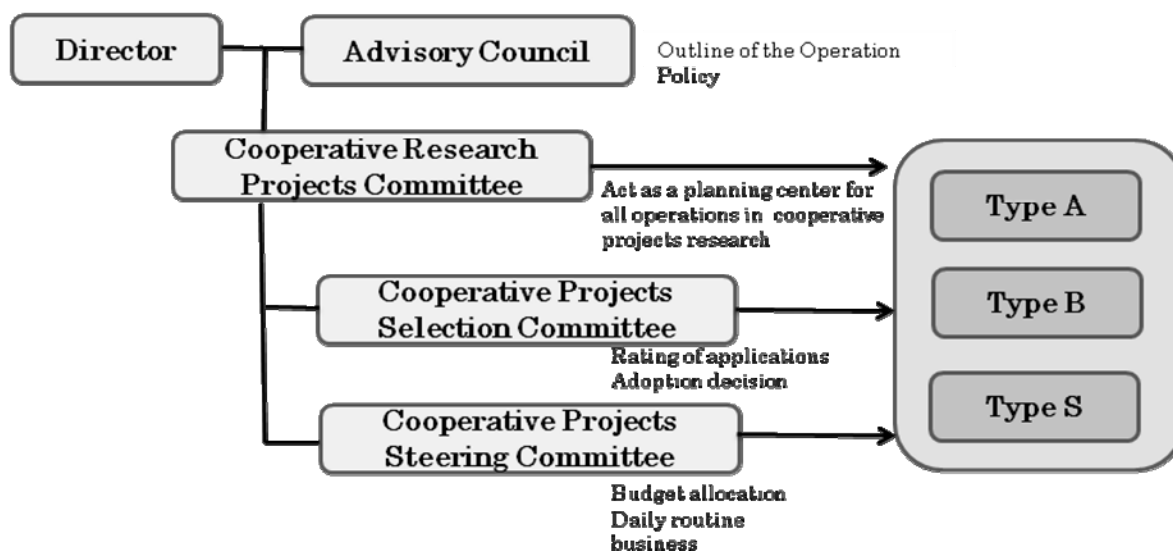 Director
Advisory Council
Outline of the Operation
Policy
Cooperative Research
Projects Committee
Act as a planning center for
all operations in cooperative
projects research
Type A
Cooperative Projects
Selection Committee
Type B
Rating of applications
Adoption decision
Cooperative Projects
Steering Committee
Type S
Budget allocation
Daily routine
business